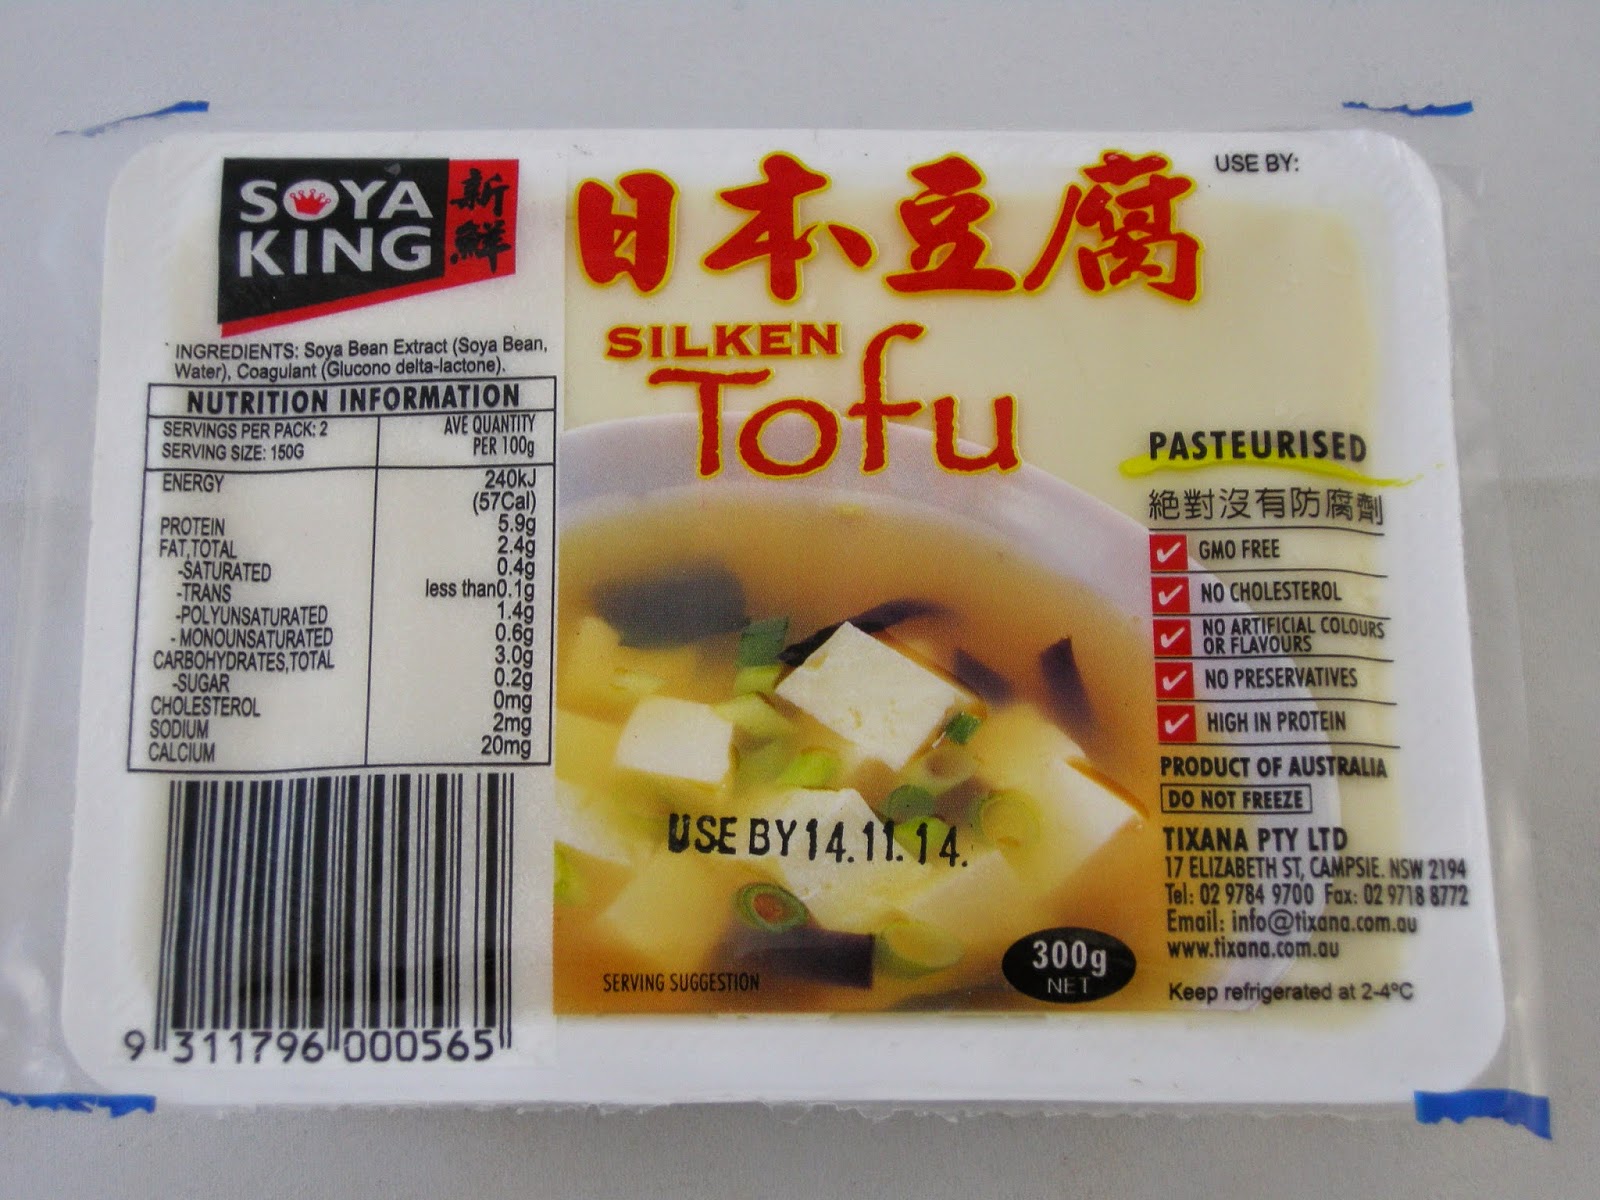 SOYA
KING
新鮮
日本豆腐
SILKEN
Tofu
USE BY:
INGREDIENTS: Soya Bean Extract (Soya Bean,
Water), Coagulant (Glucono delta-lactone).
NUTRITION INFORMATION
SERVINGS PER PACK: 2
SERVING SIZE: 150G
AVE QUANTITY
PER 100g
ENERGY 240kJ
(57Cal)
PROTEIN 5.9g
FAT,TOTAL 2.4g
-SATURATED 0.4g
-TRANS less than0.1g
-POLYUNSATURATED 1.4g
- MONOUNSATURATED 0.6g
CARBOHYDRATES,TOTAL 3.0g
-SUGAR 0.2g
CHOLESTEROL 0mg
SODIUM 2mg
CALCIUM 20mg
9 311796 000565
USE BY 14.11.14.
SERVING SUGGESTION
300g
NET
PASTEURISED
絕對沒有防腐劑
GMO FREE
NO CHOLESTEROL
NO ARTIFICIAL COLOURS
OR FLAVOURS
NO PRESERVATIVES
HIGH IN PROTEIN
PRODUCT OF AUSTRALIA
DO NOT FREEZE
TIXANA PTY LTD
17 ELIZABETH ST, CAMPSIE. NSW 2194
Tel: 02 9784 9700 Fax: 02 9718 8772
Email: info@tixana.com.au
www.tixana.com.au
Keep refrigerated at 2-4ºC